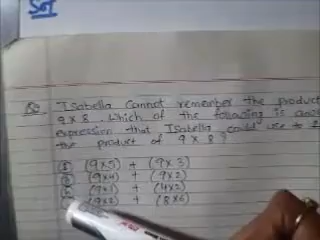 Isabella cannot remember the product
9 x 8. Which of the following is
expression that Isabella could use to
the product of 9 x 8?
(9x5) + (9x3)
(9x4) + (9x2)
(9x1) + (4x2)
(9x2) + (8x6)